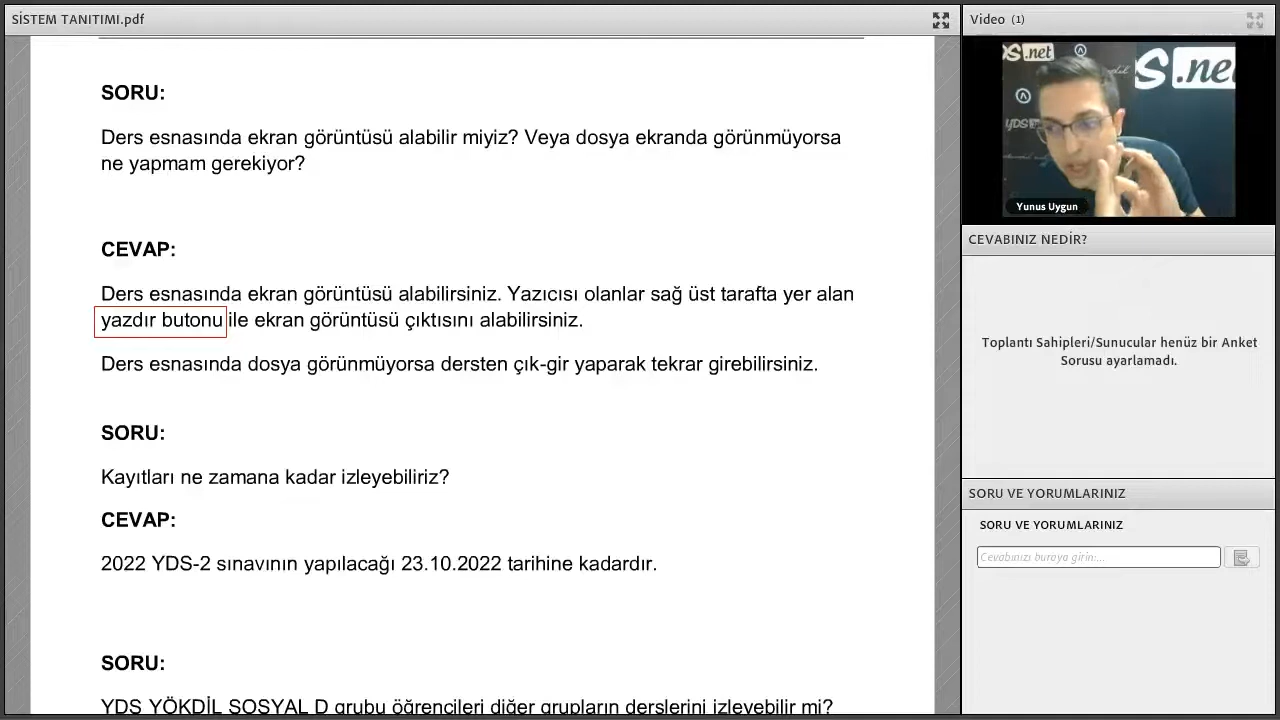 SİSTEM TANITIMI.pdf
SORU:
Ders esnasında ekran görüntüsü alabilir miyiz? Veya dosya ekranda görünmüyorsa
ne yapmam gerekiyor?
CEVAP:
Ders esnasında ekran görüntüsü alabilirsiniz. Yazıcısı olanlar sağ üst tarafta yer alan
yazdır butonu ile ekran görüntüsü çıktısını alabilirsiniz.
Ders esnasında dosya görünmüyorsa dersten çık-gir yaparak tekrar girebilirsiniz.
SORU:
Kayıtları ne zamana kadar izleyebiliriz?
CEVAP:
2022 YDS-2 sınavının yapılacağı 23.10.2022 tarihine kadardır.
SORU:
YDS YÖKDİL SOSYAL D grubu öğrencileri diğer grupların derslerini izleyebilir mi?
Video (1)
S.net
S.ne
Yunus Uygun
CEVABINIZ NEDİR?
Toplantı Sahipleri/Sunucular henüz bir Anket
Sorusu ayarlamadı.
SORU VE YORUMLARINIZ
SORU VE YORUMLARINIZ
Cevabınızı buraya girin:...